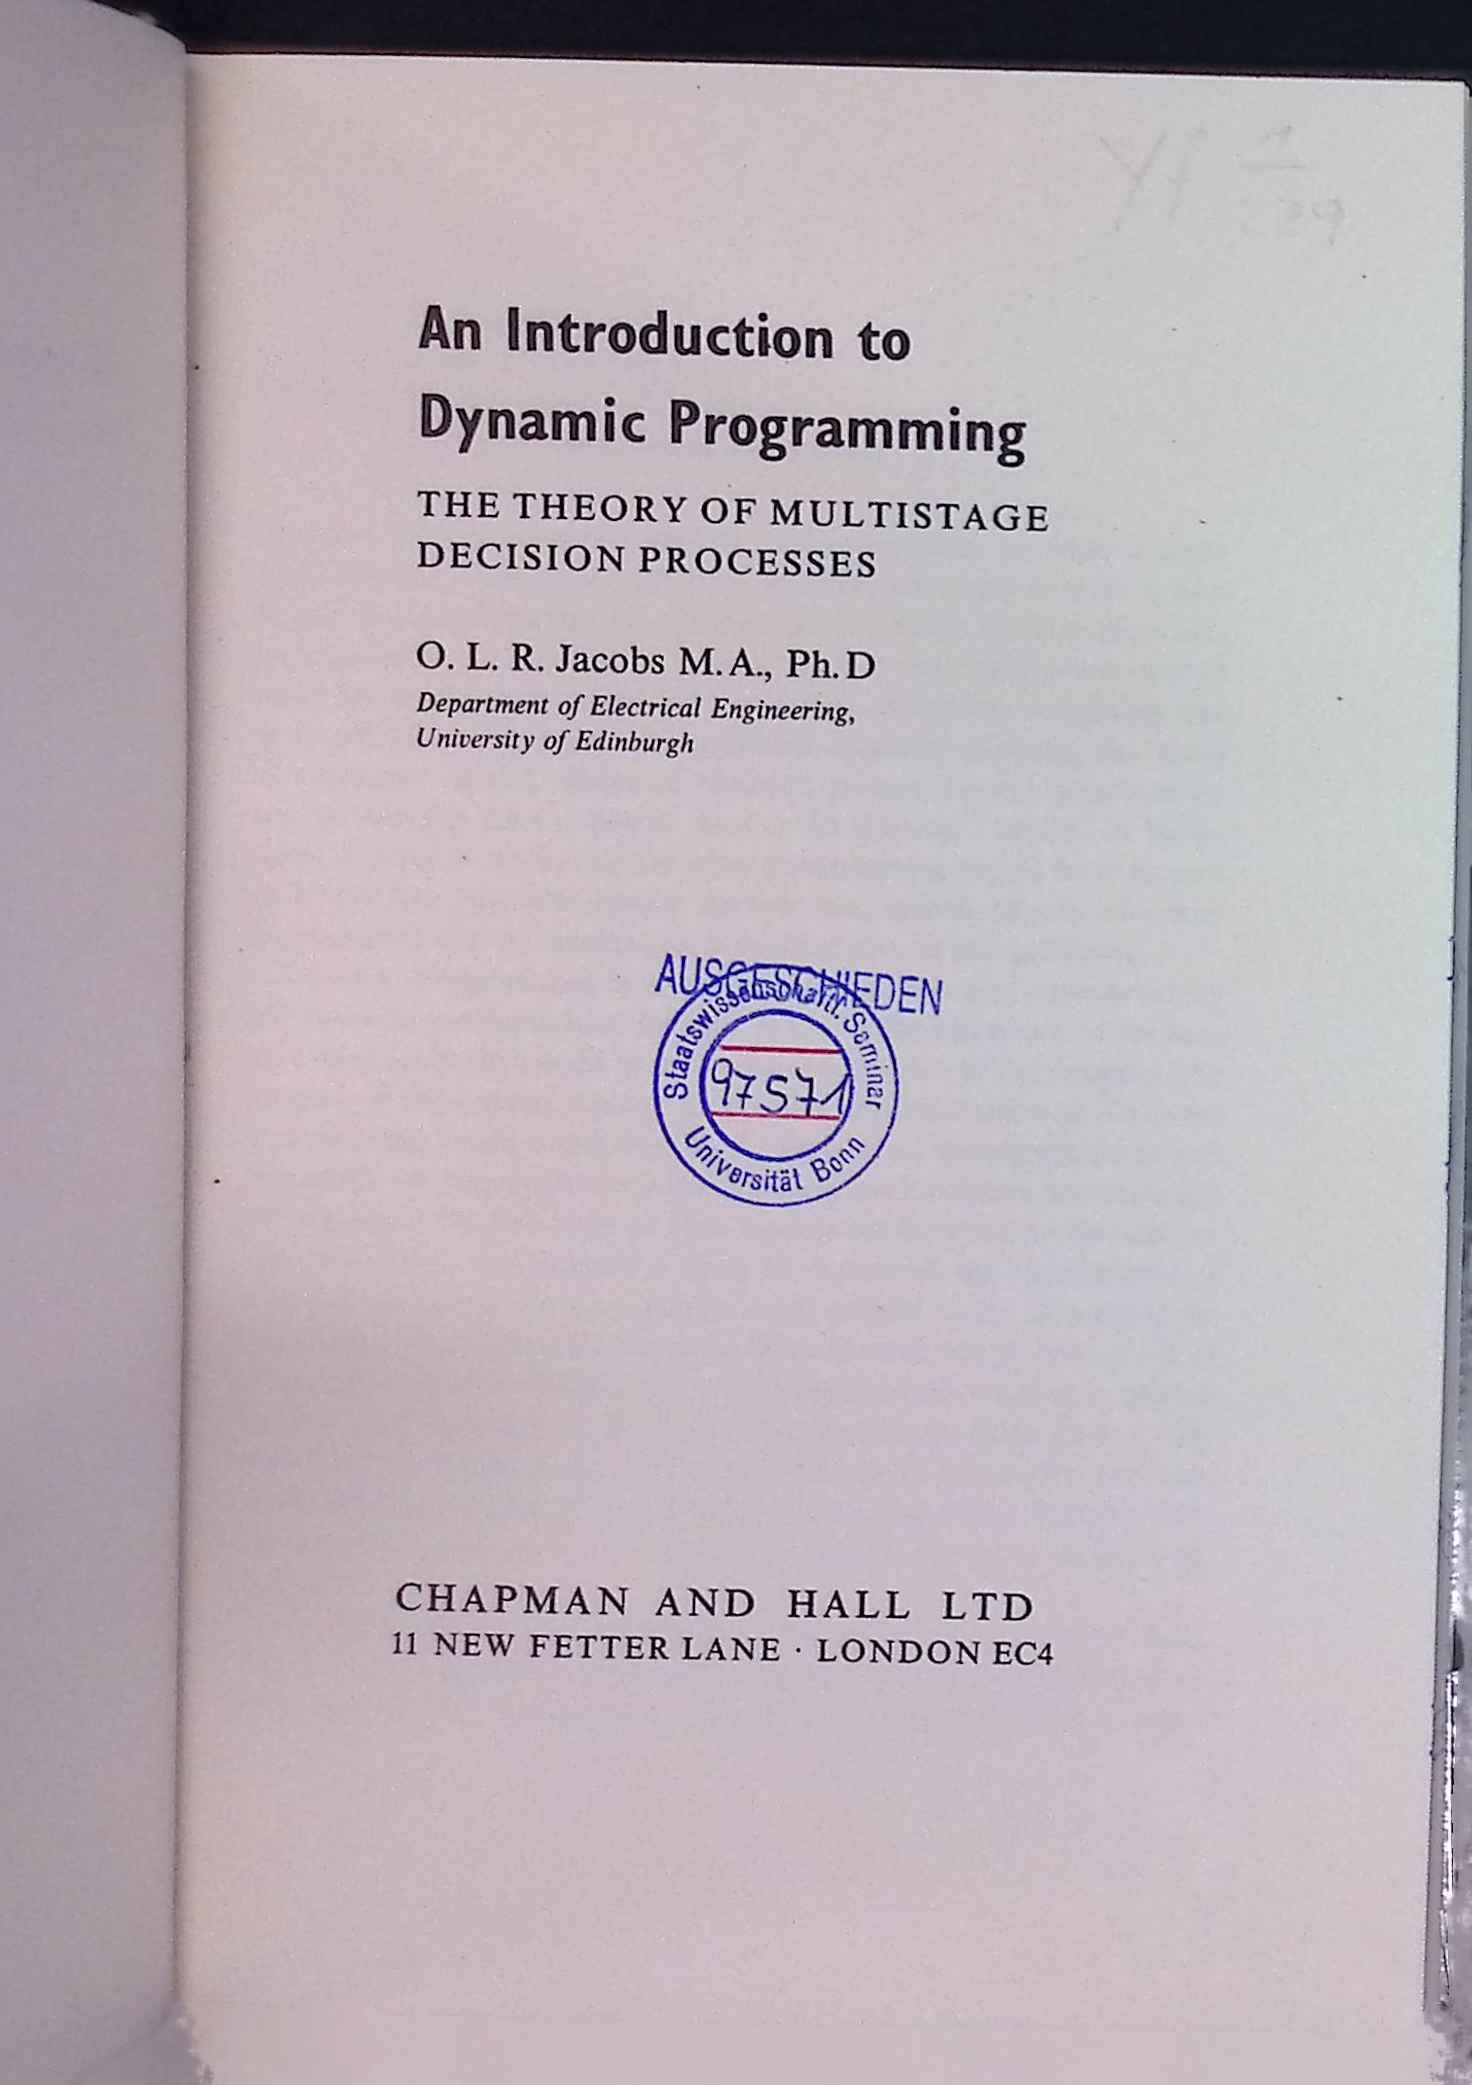 An Introduction to
Dynamic Programming
THE THEORY OF MULTISTAGE
DECISION PROCESSES
O. L. R. Jacobs M.A., Ph.D
Department of Electrical Engineering,
University of Edinburgh
AUSGESCHIEDEN
Staatswissenschaftl. Seminar
97571
Universität Bonn
CHAPMAN AND HALL LTD
11 NEW FETTER LANE · LONDON EC4